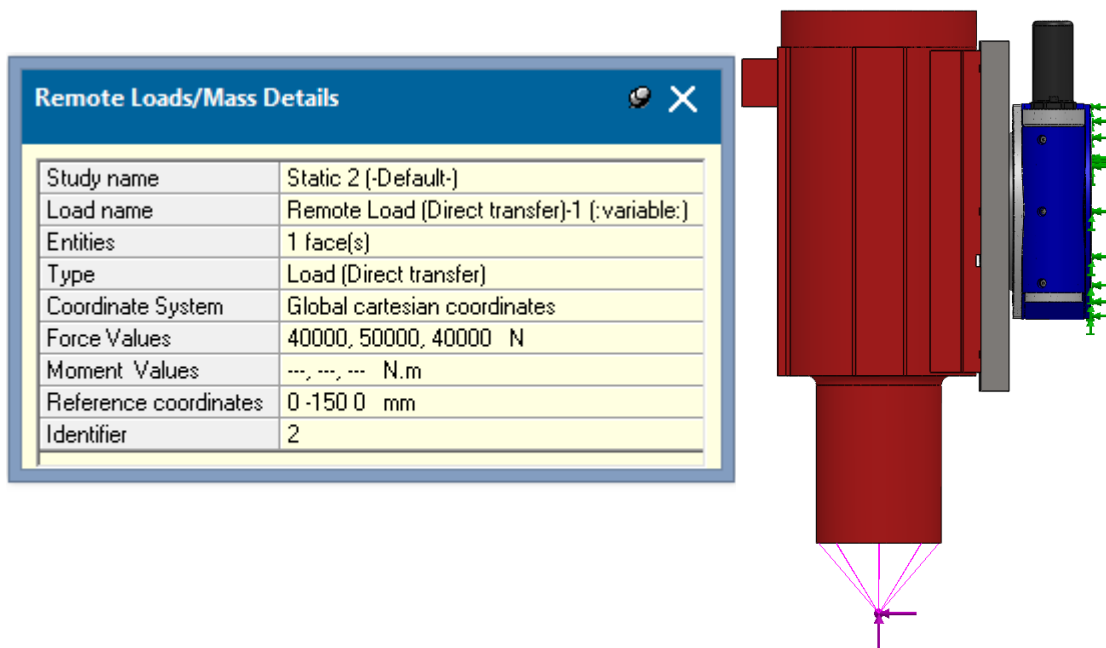 Remote Loads/Mass Details
Study name Static 2 (-Default-)
Load name Remote Load (Direct transfer)-1 (:variable:)
Entities 1 face(s)
Type Load (Direct transfer)
Coordinate System Global cartesian coordinates
Force Values 40000, 50000, 40000 N
Moment Values ---, ---, --- N.m
Reference coordinates 0 -150 0 mm
Identifier 2